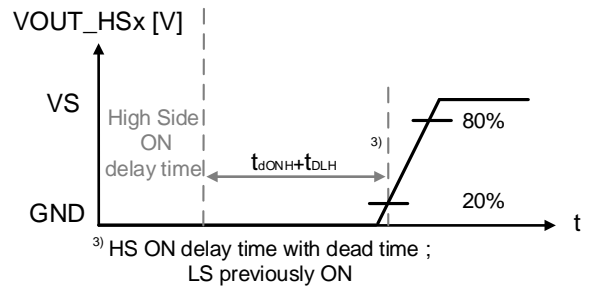 VOUT_HSx [V]
VS
High Side
ON
delay time
3)
tdONH+tDLH
80%
20%
GND
t
3) HS ON delay time with dead time ;
LS previously ON